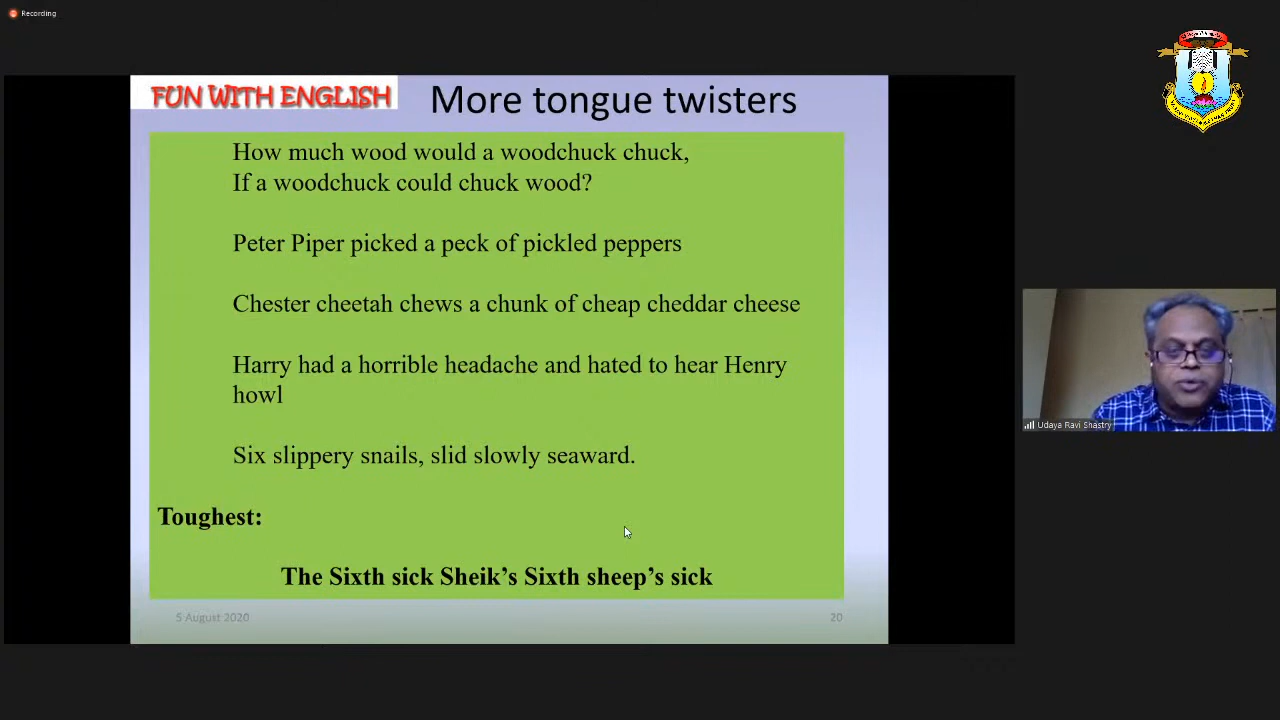 Recording
FUN WITH ENGLISH
More tongue twisters
How much wood would a woodchuck chuck,
If a woodchuck could chuck wood?
Peter Piper picked a peck of pickled peppers
Chester cheetah chews a chunk of cheap cheddar cheese
Harry had a horrible headache and hated to hear Henry
howl
Six slippery snails, slid slowly seaward.
Toughest:
The Sixth sick Sheik’s Sixth sheep’s sick
5 August 2020
20
Udaya Ravi Shastry